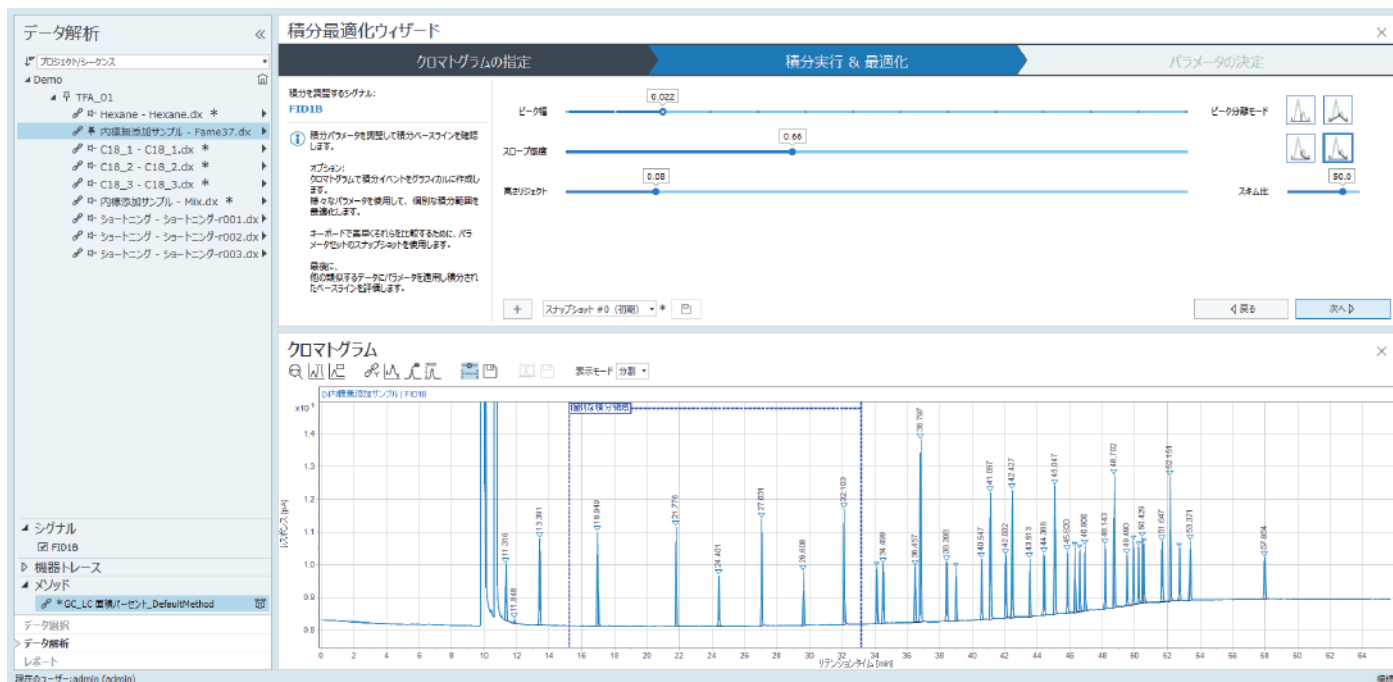 データ解析
プロジェクト/シーケンス
Demo
TFA_01
Hexane - Hexane.dx *
内標無添加サンプル - Fame37.dx
C18_1 - C18_1.dx *
C18_2 - C18_2.dx *
C18_3 - C18_3.dx *
内標添加サンプル - Mix.dx *
ショートニング - ショートニング-r001.dx
ショートニング - ショートニング-r002.dx
ショートニング - ショートニング-r003.dx
シグナル
FID1B
機器トレース
メソッド
*GC_LC 面積パーセント_DefaultMethod
データ選択
データ解析
レポート
現在のユーザー:admin (admin)
積分最適化ウィザード
クロマトグラムの指定
積分実行 & 最適化
パラメータの決定
積分を調整するシグナル:
FID1B
積分パラメータを調整して積分ベースラインを確認
します。
オプション:
クロマトグラムで積分イベントをグラフィカルに作成し
ます。
様々なパラメータを使用して、個別な積分範囲を
最適化します。
キーボードで素早くそれらを比較するために、パラ
メータセットのスナップショットを使用します。
最後に、
他の類似するデータにパラメータを適用し積分され
たベースラインを評価します。
ピーク幅
0.022
スロープ感度
0.66
高さリジェクト
0.08
ピーク分離モード
スキム比
50.0
+
スナップショット #0 (初期)
*
戻る
次へ
クロマトグラム
表示モード
分割
内標無添加サンプル | FID1B
個別な積分範囲
x10¹
レスポンス [pA]
1.4
1.3
1.2
1.1
1.0
0.9
0.8
11.316
11.848
13.391
16.949
21.776
24.401
27.031
29.608
32.103
34.499
36.457
36.797
38.393
40.547
41.097
42.032
42.427
43.513
44.388
45.047
45.820
46.906
48.143
48.702
49.490
50.429
51.647
52.151
53.371
57.954
0 2 4 6 8 10 12 14 16 18 20 22 24 26 28 30 32 34 36 38 40 42 44 46 48 50 52 54 56 58 60 62 64
リテンションタイム [min]